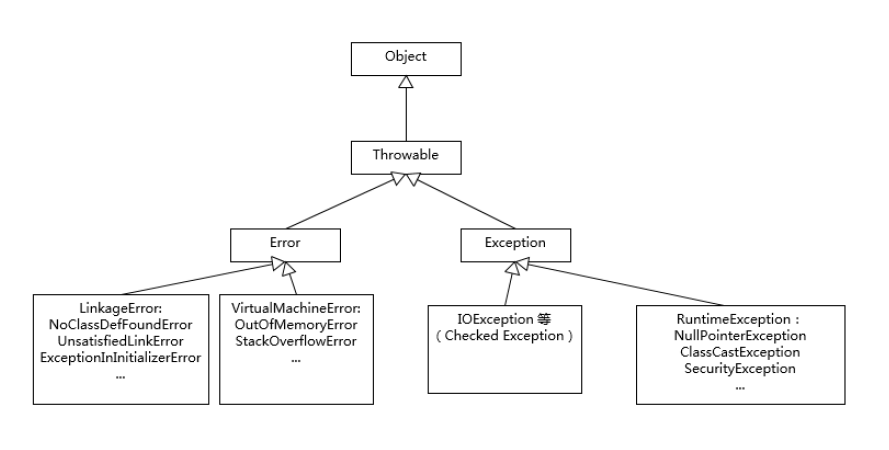 Object
Throwable
Error
Exception
LinkageError:
NoClassDefFoundError
UnsatisfiedLinkError
ExceptionInInitializerError
...
VirtualMachineError:
OutOfMemoryError
StackOverflowError
...
IOException 等
（Checked Exception）
RuntimeException：
NullPointerException
ClassCastException
SecurityException
...